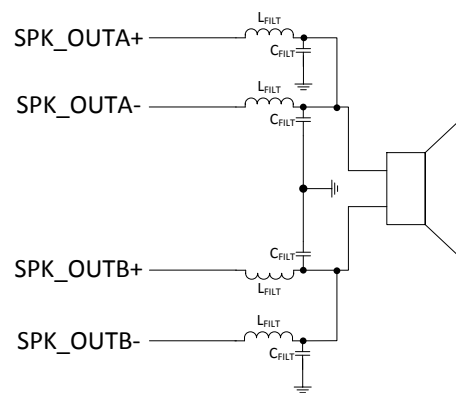 L_FILT
SPK_OUTA+
C_FILT
L_FILT
SPK_OUTA-
C_FILT
C_FILT
SPK_OUTB+
L_FILT
L_FILT
SPK_OUTB-
C_FILT